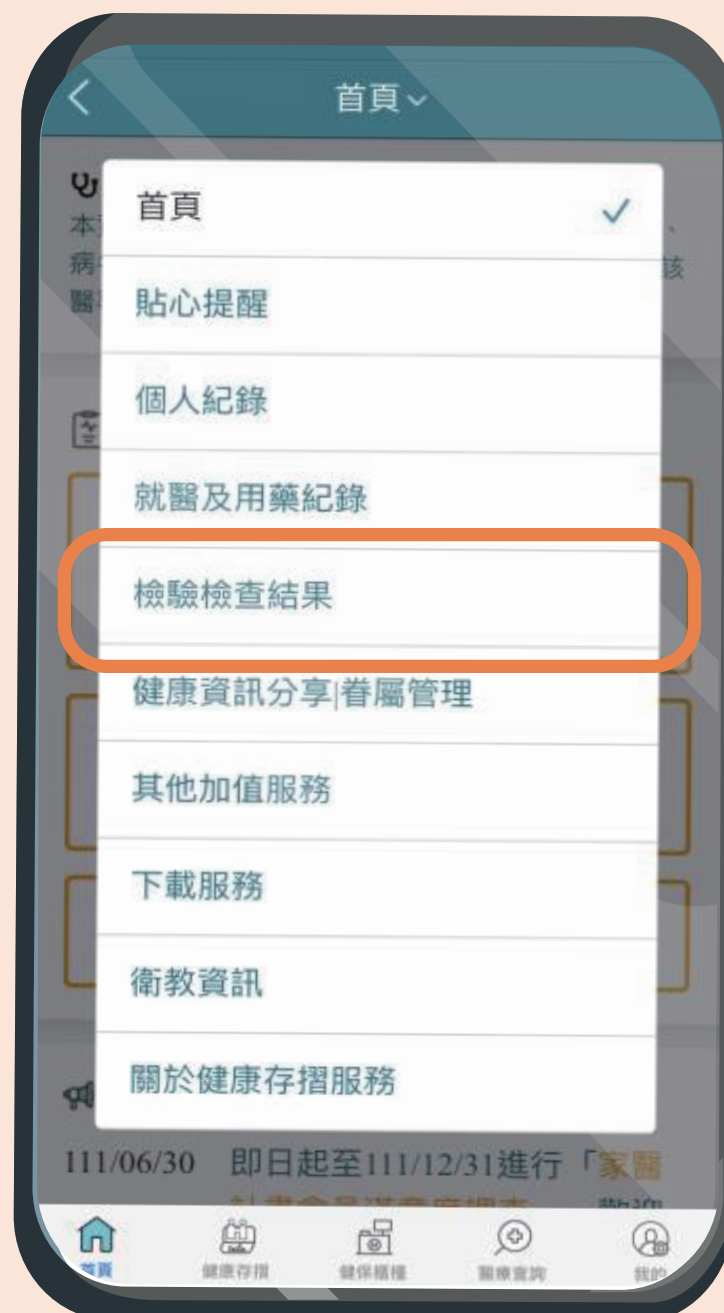 首頁
首頁
貼心提醒
個人紀錄
就醫及用藥紀錄
檢驗檢查結果
健康資訊分享|眷屬管理
其他加值服務
下載服務
衛教資訊
關於健康存摺服務
本
病
該
醫
111/06/30 即日起至111/12/31進行「家醫
首頁 健康存摺 健保櫃檯 醫療查詢 我的